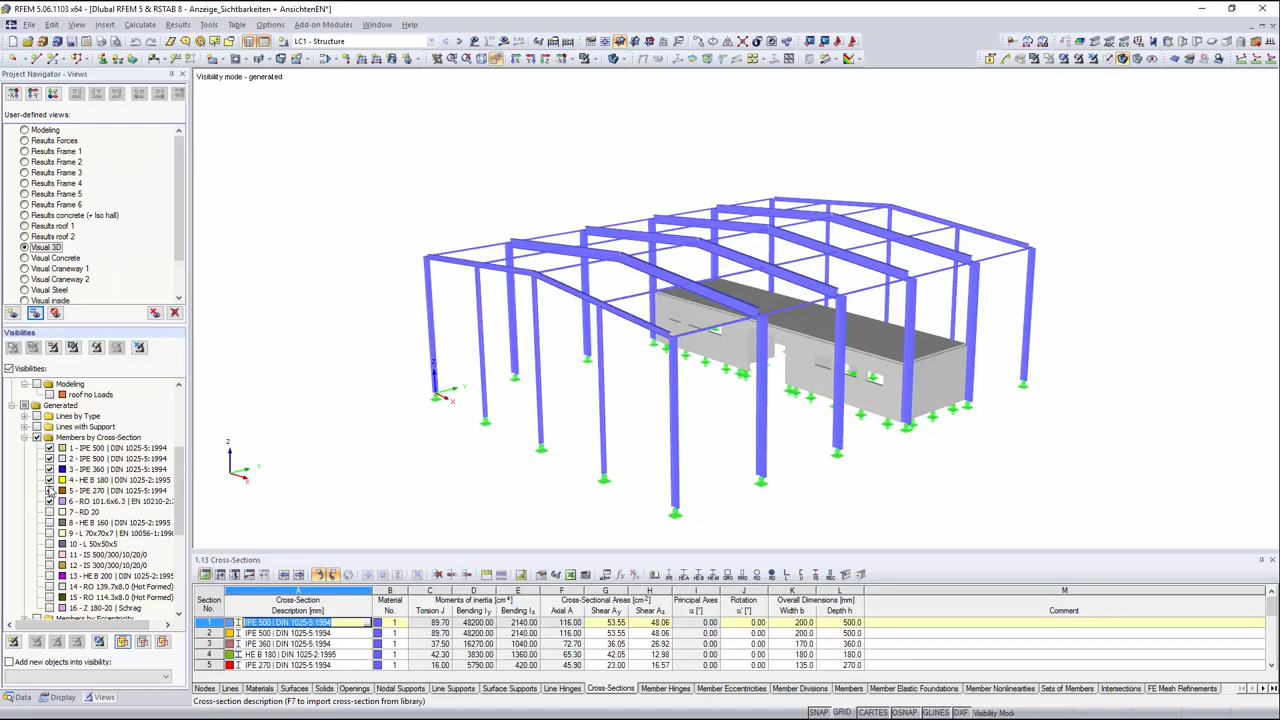 RFEM 5.06.1103 x64 - [Dlubal RFEM 5 & RSTAB 8 - Anzeige_Sichtbarkeiten + AnsichtenEN*]
File Edit View Insert Calculate Results Tools Table Options Add-on Modules Window Help
LC1 - Structure
Project Navigator - Views
Visibility mode - generated
User-defined views:
Modeling
Results Forces
Results Frame 1
Results Frame 2
Results Frame 3
Results Frame 4
Results Frame 5
Results Frame 6
Results concrete (+ Iso hall)
Results roof 1
Results roof 2
Visual 3D
Visual Concrete
Visual Craneway 1
Visual Craneway 2
Visual Steel
Visual inside
Visibilities
Visibilities:
Modeling
roof no Loads
Generated
Lines by Type
Lines with Support
Members by Cross-Section
1 - IPE 500 | DIN 1025-5:1994
2 - IPE 500 | DIN 1025-5:1994
3 - IPE 360 | DIN 1025-5:1994
4 - HE B 180 | DIN 1025-2:1995
5 - IPE 270 | DIN 1025-5:1994
6 - RO 101.6x6.3 | EN 10210-2:
7 - RD 20
8 - HE B 160 | DIN 1025-2:1995
9 - L 70x70x7 | EN 10056-1:199
10 - L 50x50x5
11 - IS 500/300/10/20/0
12 - IS 500/300/10/20/0
13 - HE B 200 | DIN 1025-2:1995
14 - RO 139.7x8.0 (Hot Formed)
15 - RO 114.3x8.0 (Hot Formed)
16 - Z 180-20 | Schrag
Members by Eccentricity
Add new objects into visibility:
Data Display Views
Z
Y
X
Z
Y
X
1.13 Cross-Sections
A B C D E F G H I J K L M
Section Cross-Section Material Moments of inertia [cm⁴] Cross-Sectional Areas [cm²] Principal Axes Rotation Overall Dimensions [mm]
No. Description [mm] No. Torsion J Bending Iy Bending Iz Axial A Shear Ay Shear Az α [°] α' [°] Width b Depth h Comment
1 IPE 500 | DIN 1025-5:1994 1 89.70 48200.00 2140.00 116.00 53.55 48.06 0.00 0.00 200.0 500.0
2 IPE 500 | DIN 1025-5:1994 1 89.70 48200.00 2140.00 116.00 53.55 48.06 0.00 0.00 200.0 500.0
3 IPE 360 | DIN 1025-5:1994 1 37.50 16270.00 1040.00 72.70 36.05 26.92 0.00 0.00 170.0 360.0
4 HE B 180 | DIN 1025-2:1995 1 42.30 3830.00 1360.00 65.30 42.05 12.98 0.00 0.00 180.0 180.0
5 IPE 270 | DIN 1025-5:1994 1 16.00 5790.00 420.00 45.90 23.00 16.57 0.00 0.00 135.0 270.0
Nodes Lines Materials Surfaces Solids Openings Nodal Supports Line Supports Surface Supports Line Hinges Cross-Sections Member Hinges Member Eccentricities Member Divisions Members Member Elastic Foundations Member Nonlinearities Sets of Members Intersections FE Mesh Refinements
Cross-section description (F7 to import cross-section from library)
SNAP GRID CARTES OSNAP GLINES DXF Visibility Mod